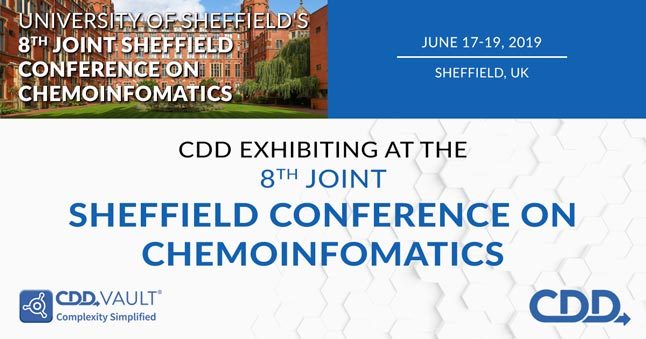 UNIVERSITY OF SHEFFIELD'S
8TH JOINT SHEFFIELD
CONFERENCE ON
CHEMOINFOMATICS
JUNE 17-19, 2019
SHEFFIELD, UK
CDD EXHIBITING AT THE
8TH JOINT
SHEFFIELD CONFERENCE ON
CHEMOINFOMATICS
CDD VAULT®
Complexity Simplified
CDD